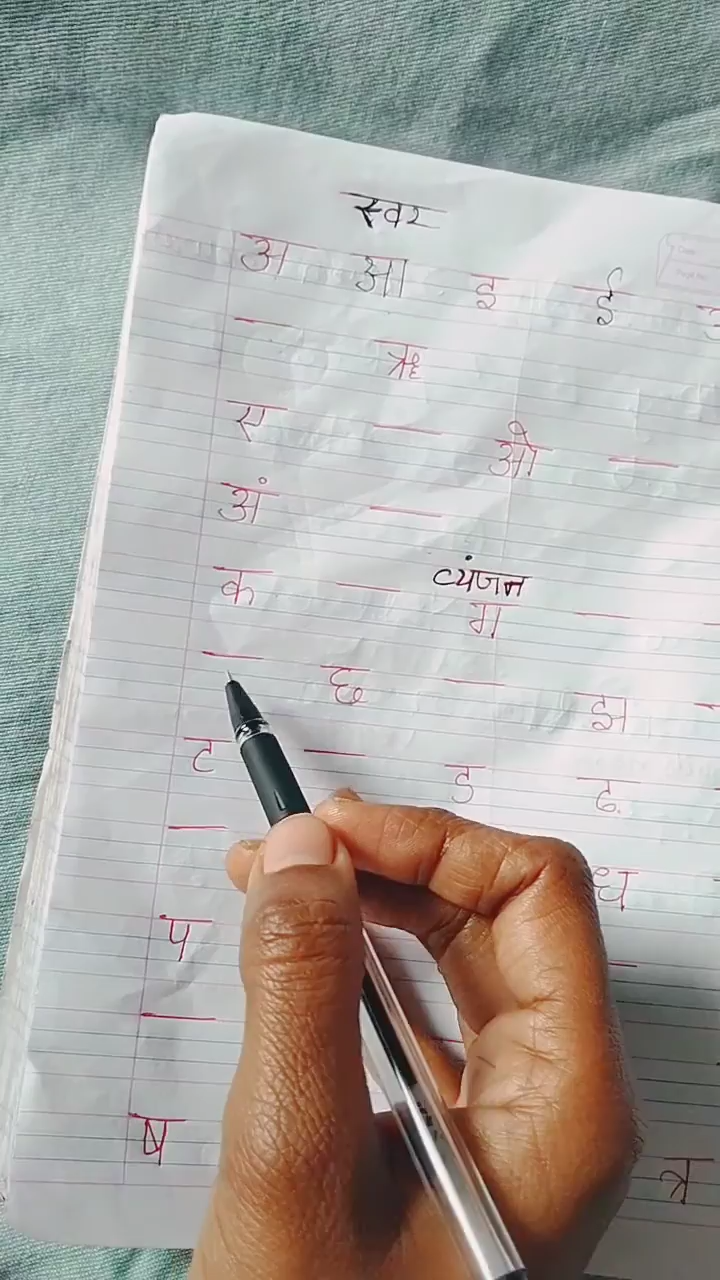 स्वर
अ आ इ ई
ऋ
ए ओ
अं
व्यंजन
क ग
छ झ
ट ड ढ
ध
प
ष त्र